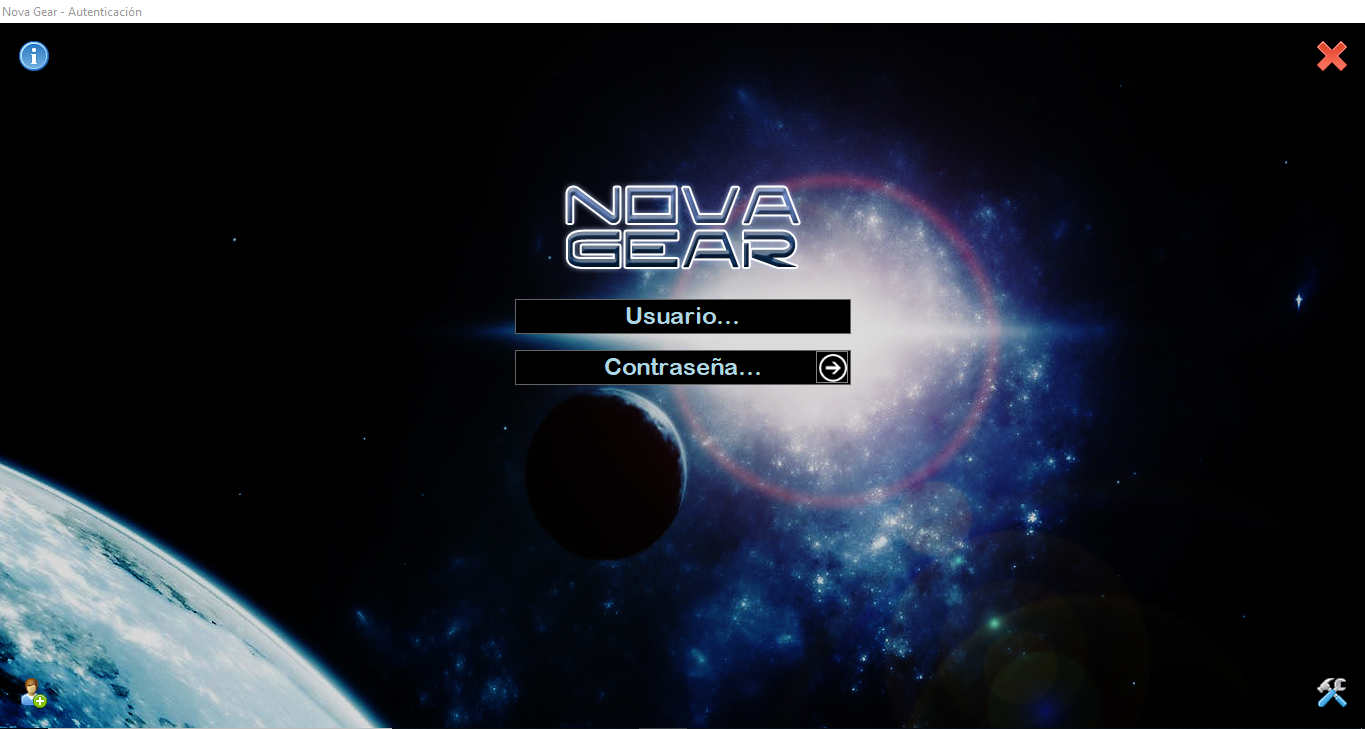 Nova Gear - Autenticación
NOVA
GEAR
Usuario...
Contraseña...